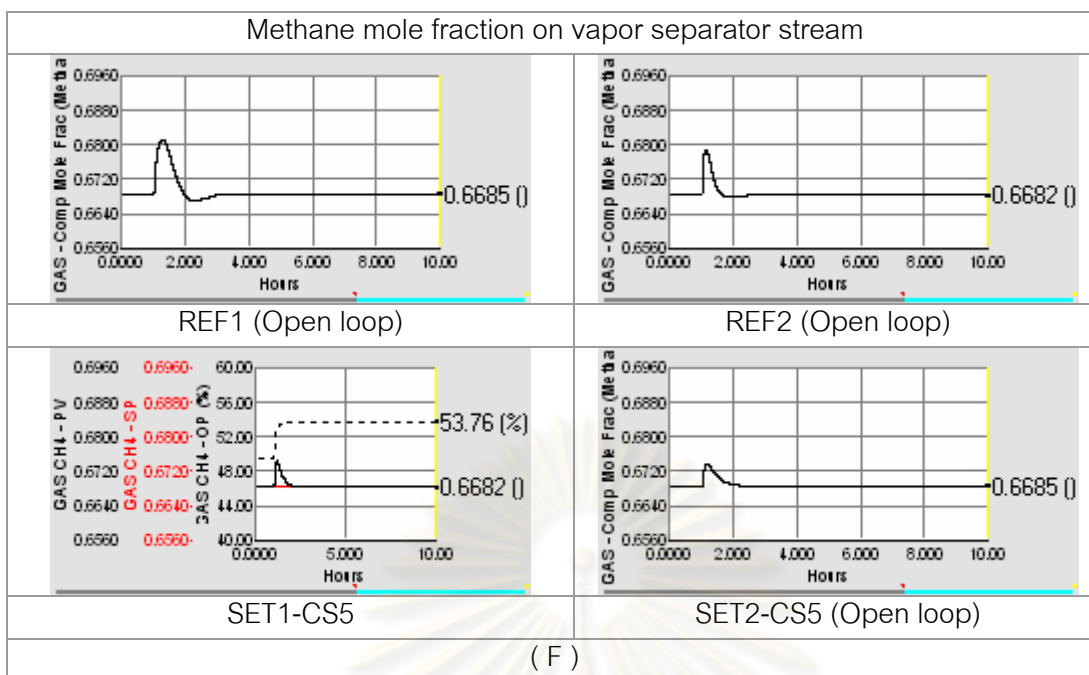 Methane mole fraction on vapor separator stream
GAS - Comp Mole Frac (Metha
0.6960
0.6880
0.6800
0.6720
0.6640
0.6560
0.6685 ()
0.0000 2.000 4.000 6.000 8.000 10.00
Hours
REF1 (Open loop)
GAS - Comp Mole Frac (Metha
0.6960
0.6880
0.6800
0.6720
0.6640
0.6560
0.6682 ()
0.0000 2.000 4.000 6.000 8.000 10.00
Hours
REF2 (Open loop)
GAS CH4 - PV
GAS CH4 - SP
GAS CH4 - OP (%)
0.6960 0.6960 60.00
0.6880 0.6880 56.00
0.6800 0.6800 52.00
0.6720 0.6720 48.00
0.6640 0.6640 44.00
0.6560 0.6560 40.00
53.76 (%)
0.6682 ()
0.0000 5.000 10.00
Hours
SET1-CS5
GAS - Comp Mole Frac (Metha
0.6960
0.6880
0.6800
0.6720
0.6640
0.6560
0.6685 ()
0.0000 2.000 4.000 6.000 8.000 10.00
Hours
SET2-CS5 (Open loop)
( F )